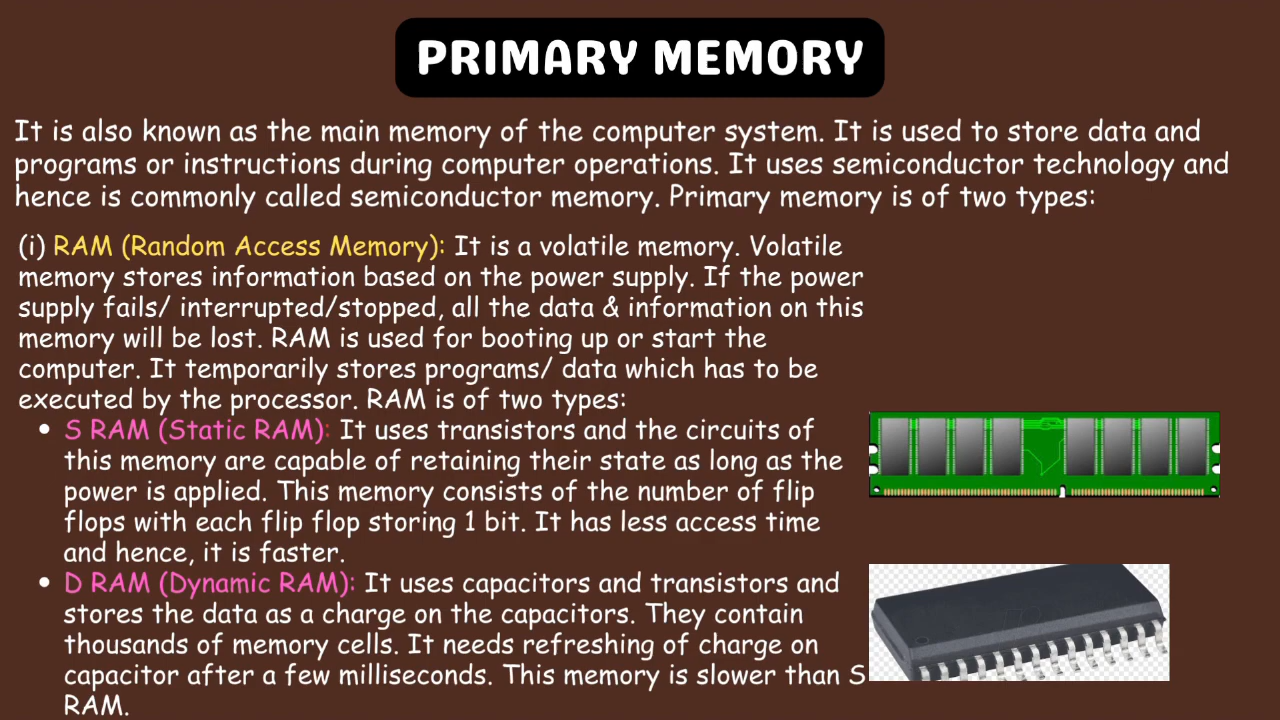 PRIMARY MEMORY
It is also known as the main memory of the computer system. It is used to store data and
programs or instructions during computer operations. It uses semiconductor technology and
hence is commonly called semiconductor memory. Primary memory is of two types:
(i) RAM (Random Access Memory): It is a volatile memory. Volatile
memory stores information based on the power supply. If the power
supply fails/ interrupted/stopped, all the data & information on this
memory will be lost. RAM is used for booting up or start the
computer. It temporarily stores programs/ data which has to be
executed by the processor. RAM is of two types:
• S RAM (Static RAM): It uses transistors and the circuits of
this memory are capable of retaining their state as long as the
power is applied. This memory consists of the number of flip
flops with each flip flop storing 1 bit. It has less access time
and hence, it is faster.
• D RAM (Dynamic RAM): It uses capacitors and transistors and
stores the data as a charge on the capacitors. They contain
thousands of memory cells. It needs refreshing of charge on
capacitor after a few milliseconds. This memory is slower than S
RAM.